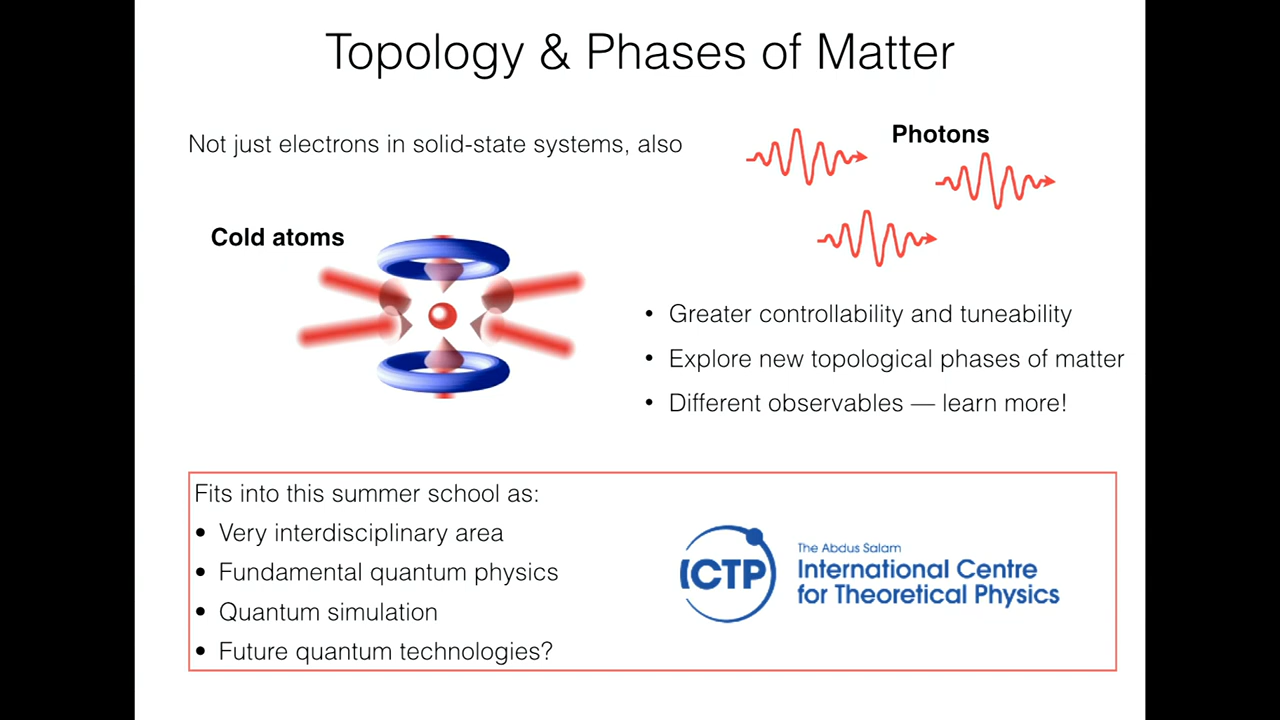 Topology & Phases of Matter
Not just electrons in solid-state systems, also
Photons
Cold atoms
• Greater controllability and tuneability
• Explore new topological phases of matter
• Different observables — learn more!
Fits into this summer school as:
• Very interdisciplinary area
• Fundamental quantum physics
• Quantum simulation
• Future quantum technologies?
ICTP
The Abdus Salam
International Centre
for Theoretical Physics